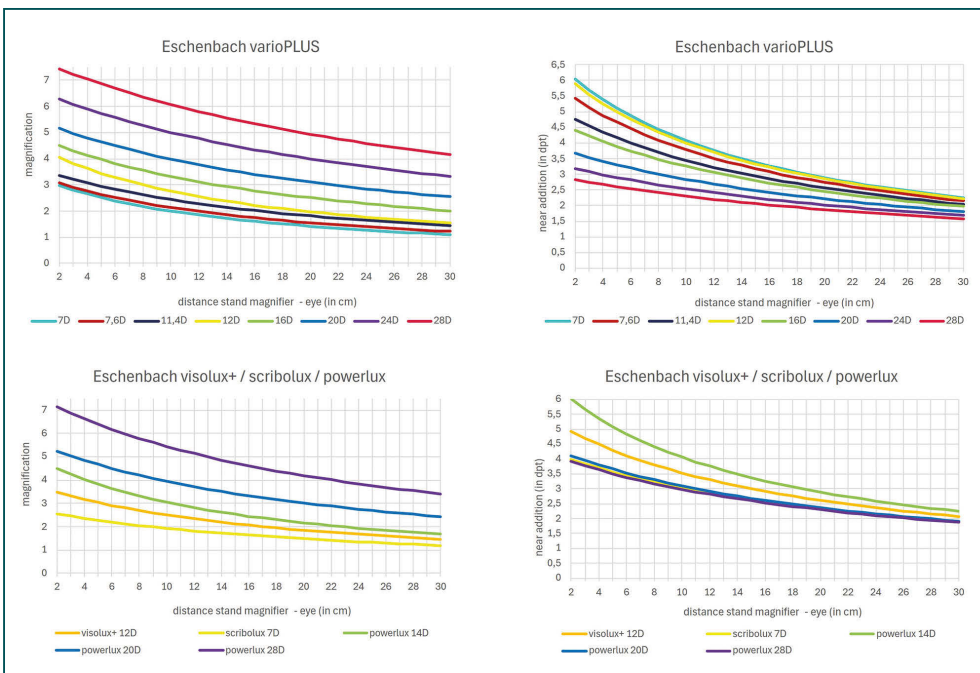 Eschenbach varioPLUS
magnification
7
6
5
4
3
2
1
0
2 4 6 8 10 12 14 16 18 20 22 24 26 28 30
distance stand magnifier - eye (in cm)
7D 7,6D 11,4D 12D 16D 20D 24D 28D
Eschenbach varioPLUS
near addition (in dpt)
6,5
6
5,5
5
4,5
4
3,5
3
2,5
2
1,5
1
0,5
0
2 4 6 8 10 12 14 16 18 20 22 24 26 28 30
distance stand magnifier - eye (in cm)
7D 7,6D 11,4D 12D 16D 20D 24D 28D
Eschenbach visolux+ / scribolux / powerlux
magnification
7
6
5
4
3
2
1
0
2 4 6 8 10 12 14 16 18 20 22 24 26 28 30
distance stand magnifier - eye (in cm)
visolux+ 12D scribolux 7D powerlux 14D
powerlux 20D powerlux 28D
Eschenbach visolux+ / scribolux / powerlux
near addition (in dpt)
6
5,5
5
4,5
4
3,5
3
2,5
2
1,5
1
0,5
0
2 4 6 8 10 12 14 16 18 20 22 24 26 28 30
distance stand magnifier - eye (in cm)
visolux+ 12D scribolux 7D powerlux 14D
powerlux 20D powerlux 28D